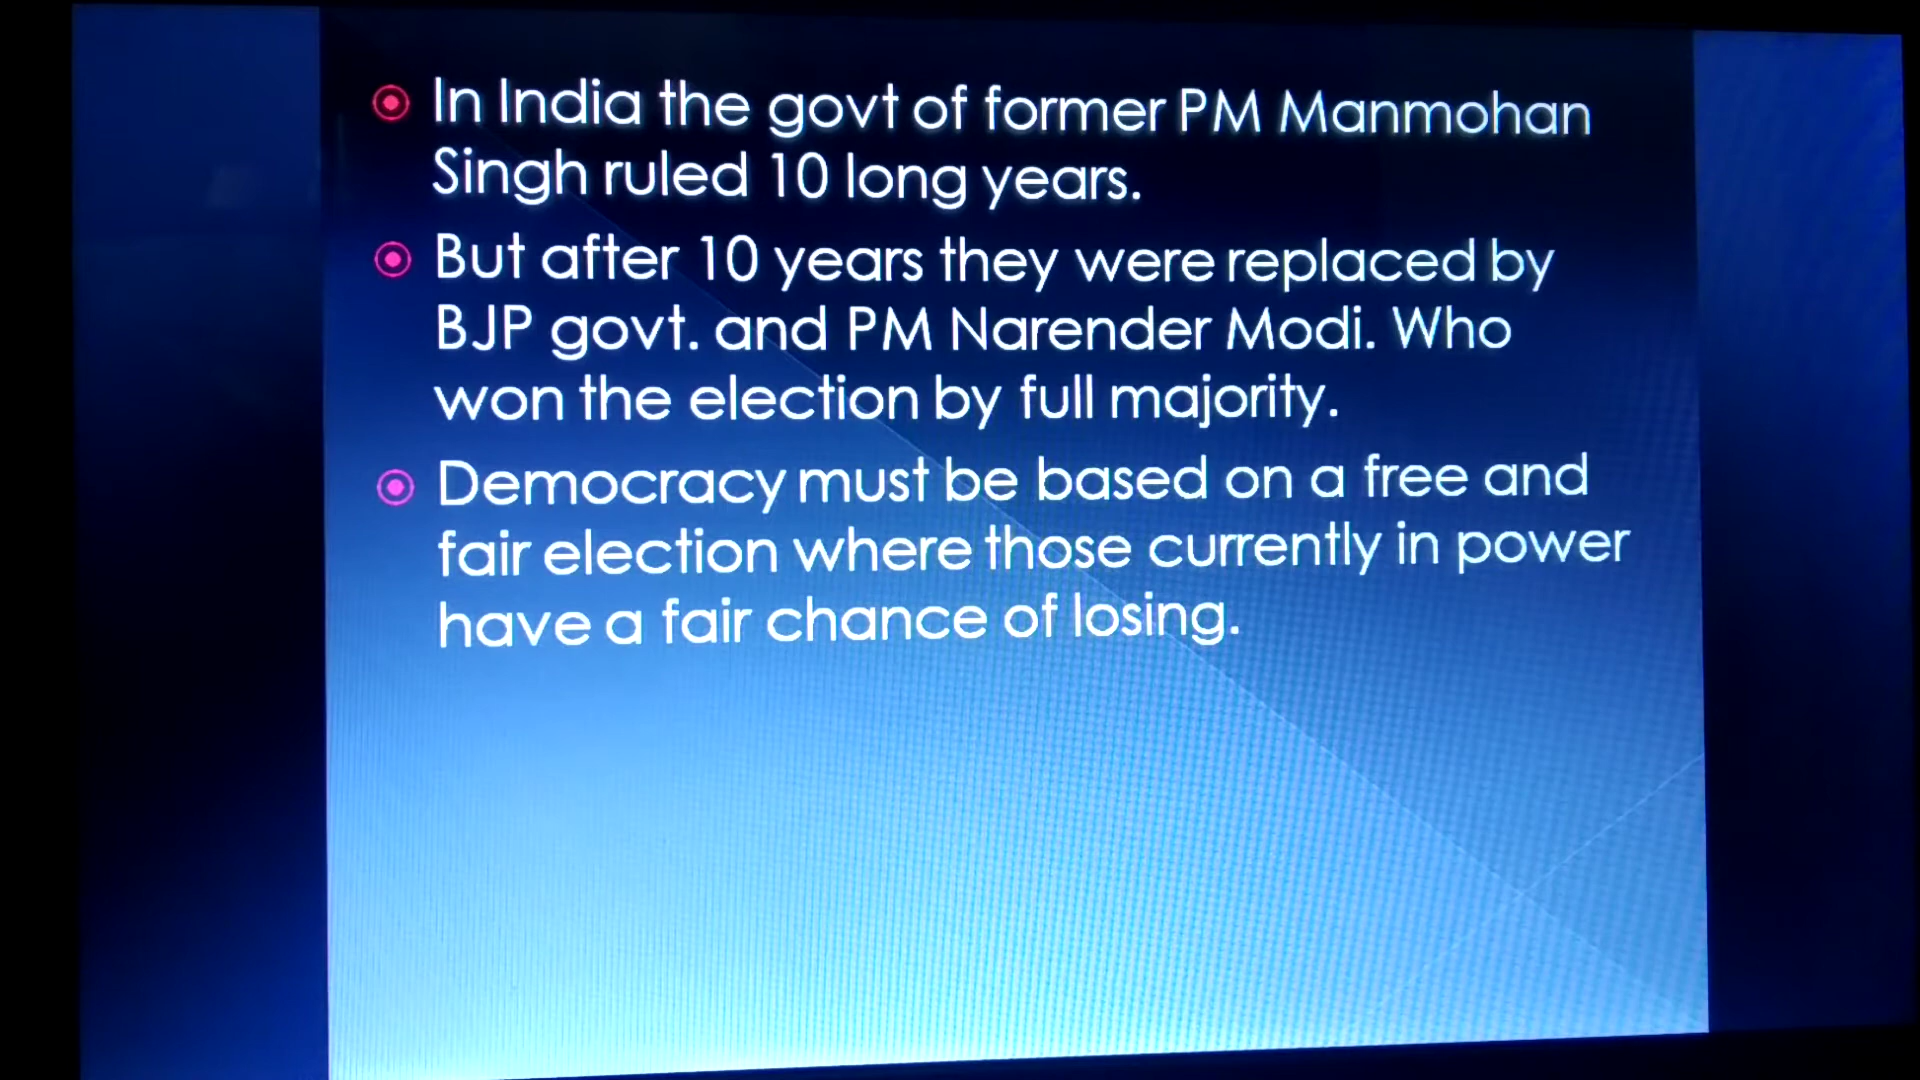 In India the govt of former PM Manmohan
Singh ruled 10 long years.
But after 10 years they were replaced by
BJP govt. and PM Narender Modi. Who
won the election by full majority.
Democracy must be based on a free and
fair election where those currently in power
have a fair chance of losing.